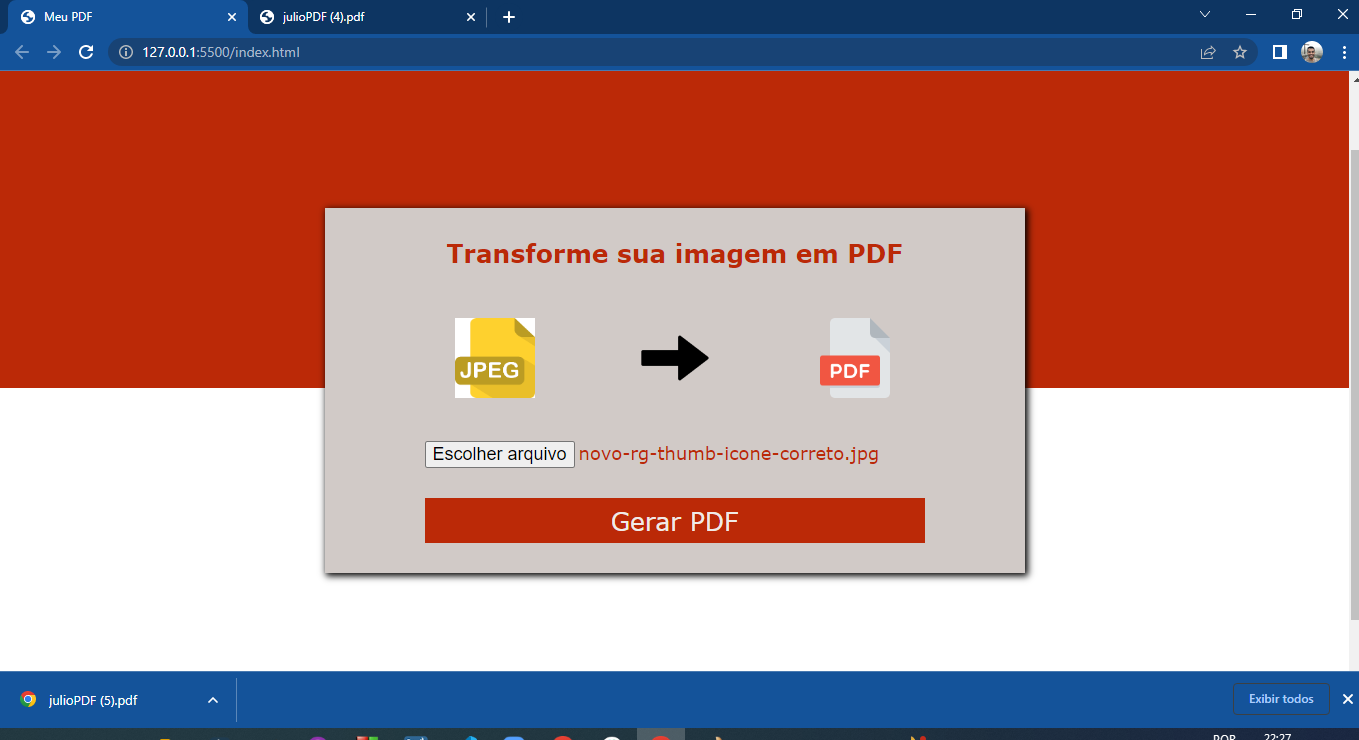 Meu PDF
julioPDF (4).pdf
127.0.0.1:5500/index.html
Transforme sua imagem em PDF
JPEG
PDF
Escolher arquivo novo-rg-thumb-icone-correto.jpg
Gerar PDF
julioPDF (5).pdf
Exibir todos
POR
22:27